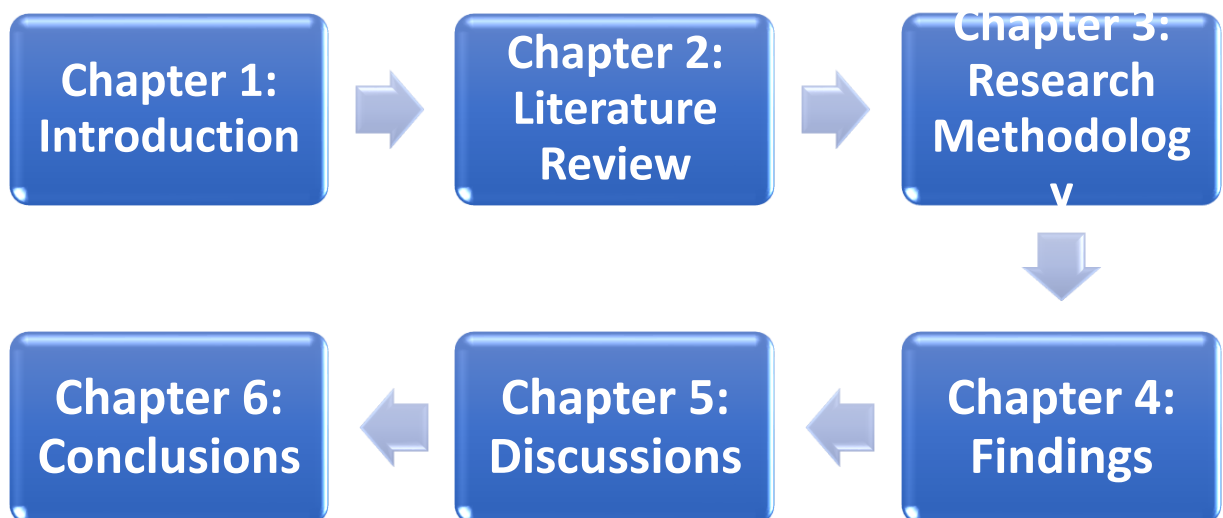 Chapter 1:
Introduction
Chapter 2:
Literature
Review
Chapter 3:
Research
Methodolog
y
Chapter 4:
Findings
Chapter 5:
Discussions
Chapter 6:
Conclusions